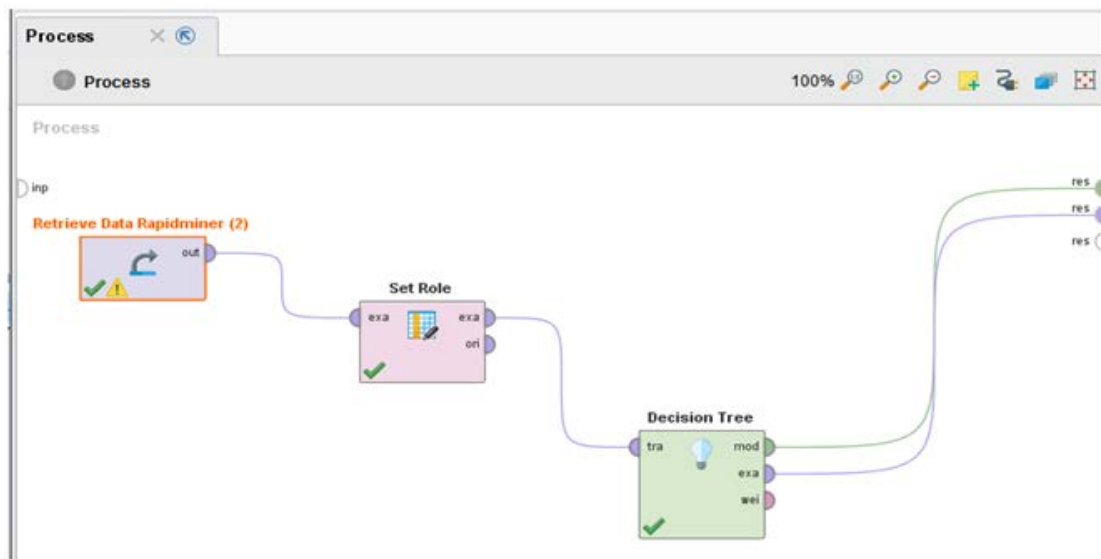 Process
Process
100%
Process
inp
res
res
res
Retrieve Data Rapidminer (2)
out
Set Role
exa
exa
ori
Decision Tree
tra
mod
exa
wei